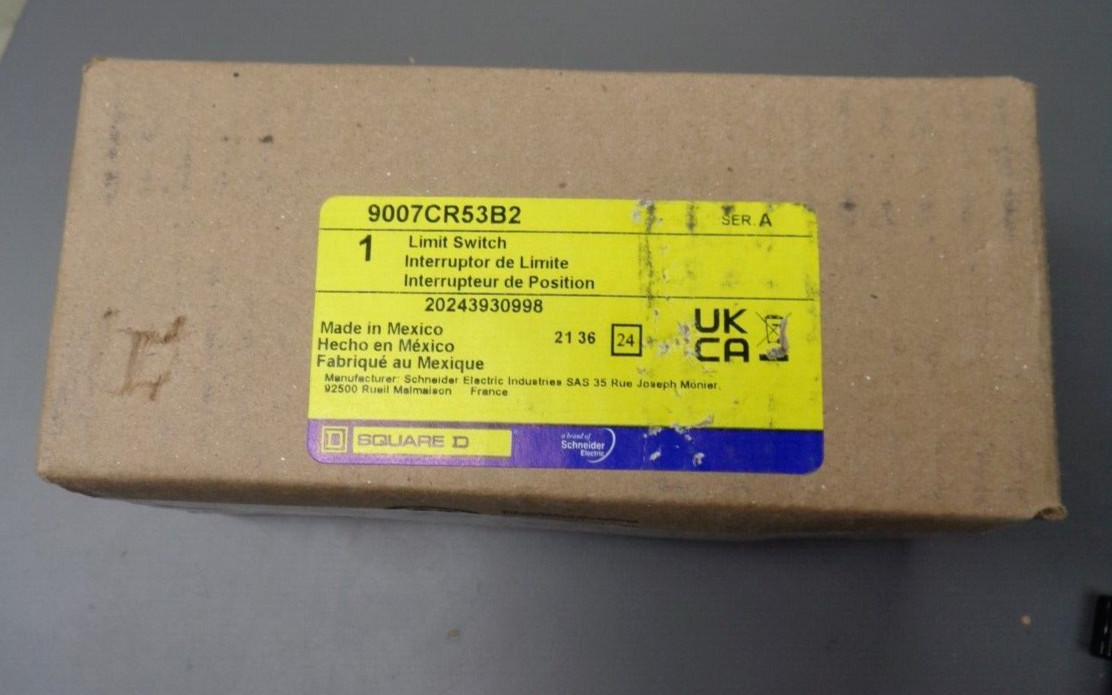 9007CR53B2 SER. A
1 Limit Switch
Interruptor de Limite
Interrupteur de Position
20243930998
Made in Mexico
Hecho en México
Fabriqué au Mexique
21 36 24
UK
CA
Manufacturer: Schneider Electric Industries SAS 35 Rue Joseph Monier,
92500 Rueil Malmaison France
D SQUARE D
a brand of
Schneider
Electric